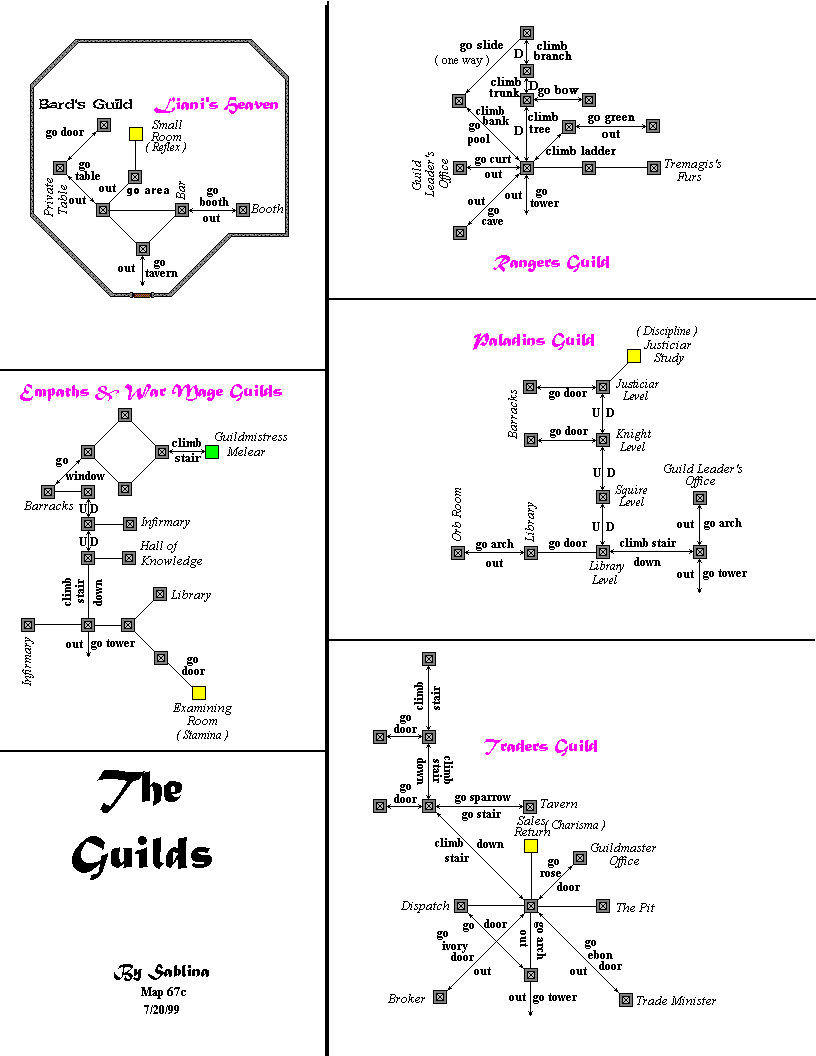 Bard's Guild
Liani's Heaven
go door
Small
Room
( Reflex )
go
table
out
Private
Table
out
go area
Bar
go
booth
out
Booth
out
go
tavern
Empaths & War Mage Guilds
Guildmistress
Melear
climb
stair
go
window
Barracks
U D
Infirmary
U D
Hall of
Knowledge
climb
stair
down
Library
Infirmary
out
go tower
go
door
Examining
Room
( Stamina )
The
Guilds
By Sablina
Map 67c
7/20/99
go slide
( one way )
D
climb
branch
climb
trunk
D
go bow
climb
bank
go
pool
D
climb
tree
go green
out
climb ladder
Guild
Leader's
Office
go curt
out
Tremagis's
Furs
out
go
cave
out
go
tower
Rangers Guild
Paladins Guild
( Discipline )
Justiciar
Study
Barracks
go door
Justiciar
Level
U D
go door
Knight
Level
U D
Squire
Level
Guild Leader's
Office
out
go arch
Orb Room
Library
go arch
out
go door
U D
Library
Level
climb stair
down
out
go tower
Traders Guild
climb
stair
go
door
down
climb
stair
go
door
go sparrow
go stair
Tavern
Sales
Return
( Charisma )
climb
stair
down
go
rose
door
Guildmaster
Office
Dispatch
The Pit
go
door
go
ivory
door
out
out
go arch
go
ebon
door
out
Broker
out
go tower
Trade Minister